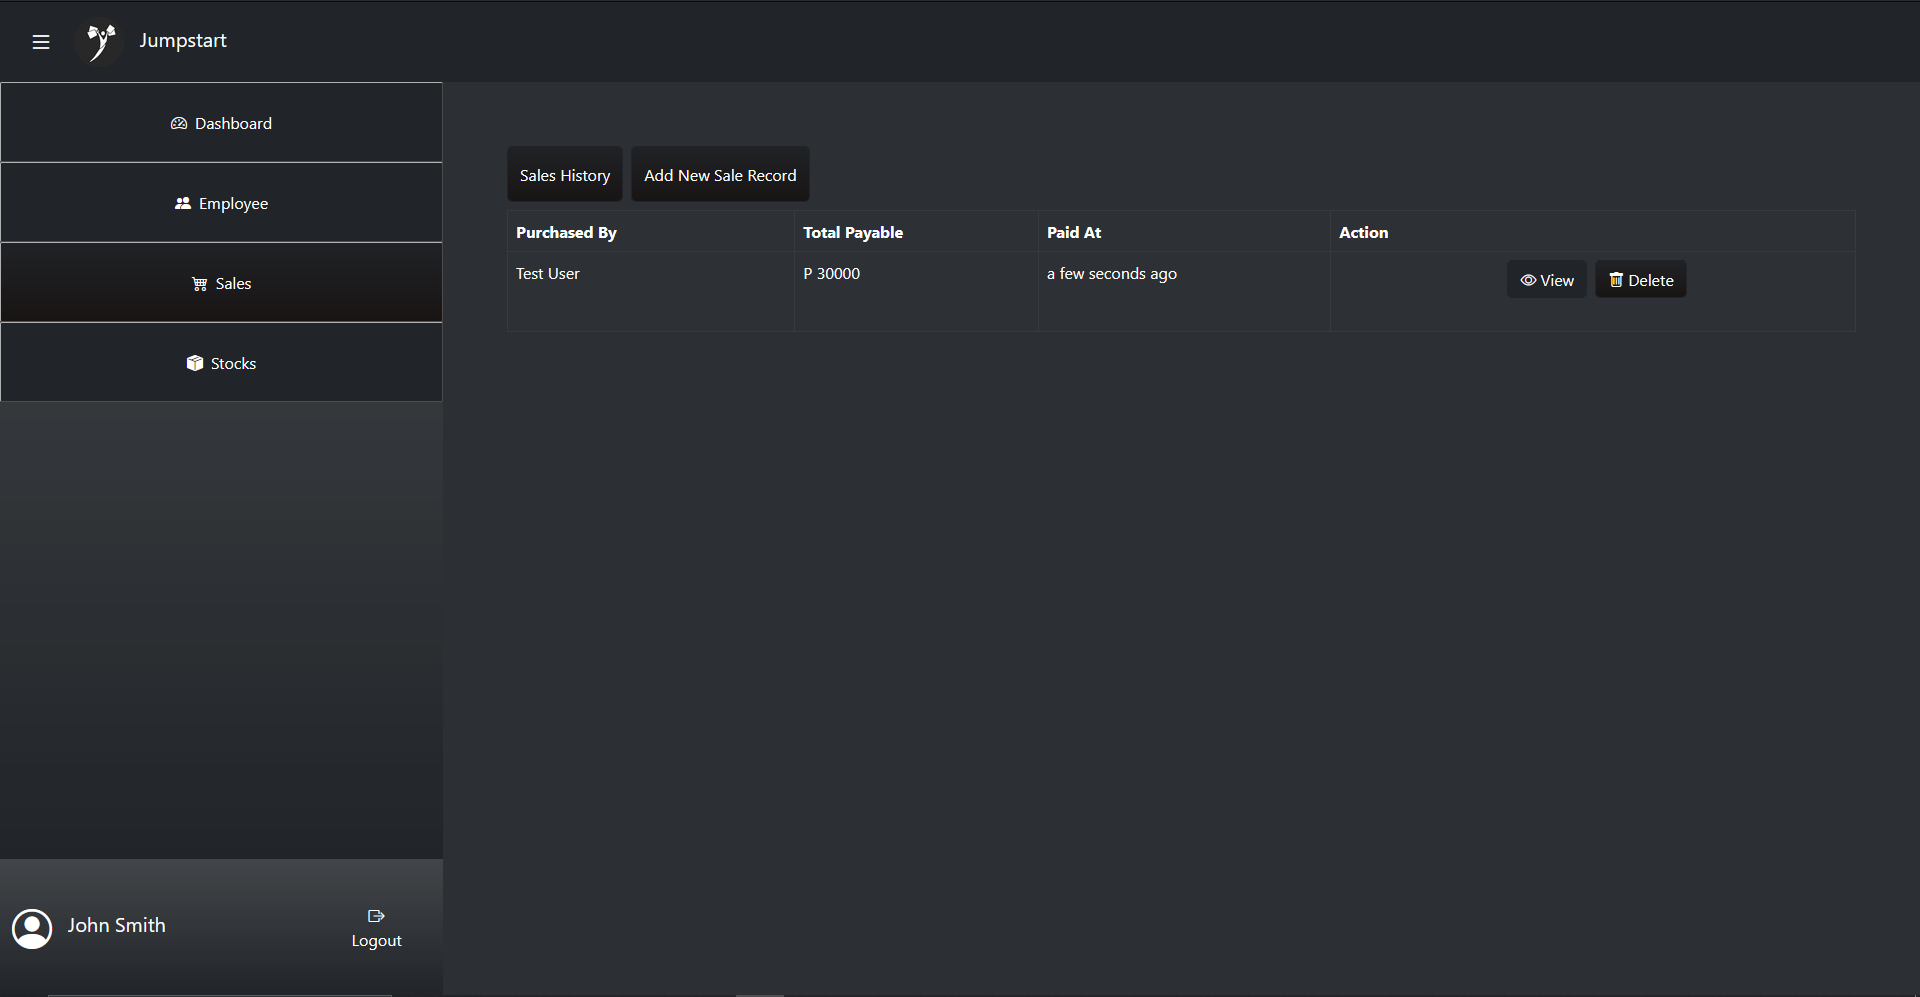 Jumpstart
Dashboard
Employee
Sales
Stocks
Sales History
Add New Sale Record
Purchased By Total Payable Paid At Action
Test User P 30000 a few seconds ago View Delete
John Smith
Logout